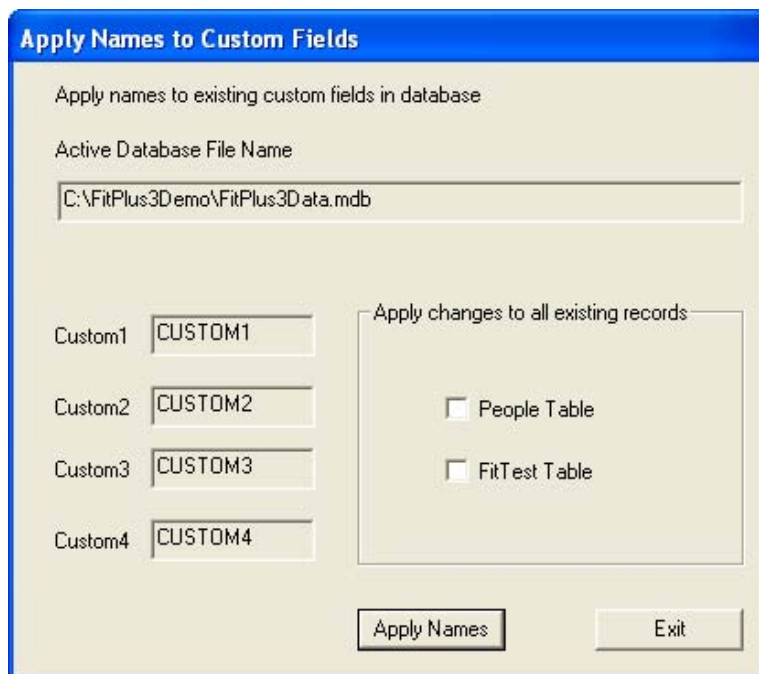 Apply Names to Custom Fields
Apply names to existing custom fields in database
Active Database File Name
C:\FitPlus3Demo\FitPlus3Data.mdb
Custom1 CUSTOM1
Custom2 CUSTOM2
Custom3 CUSTOM3
Custom4 CUSTOM4
Apply changes to all existing records
People Table
FitTest Table
Apply Names
Exit